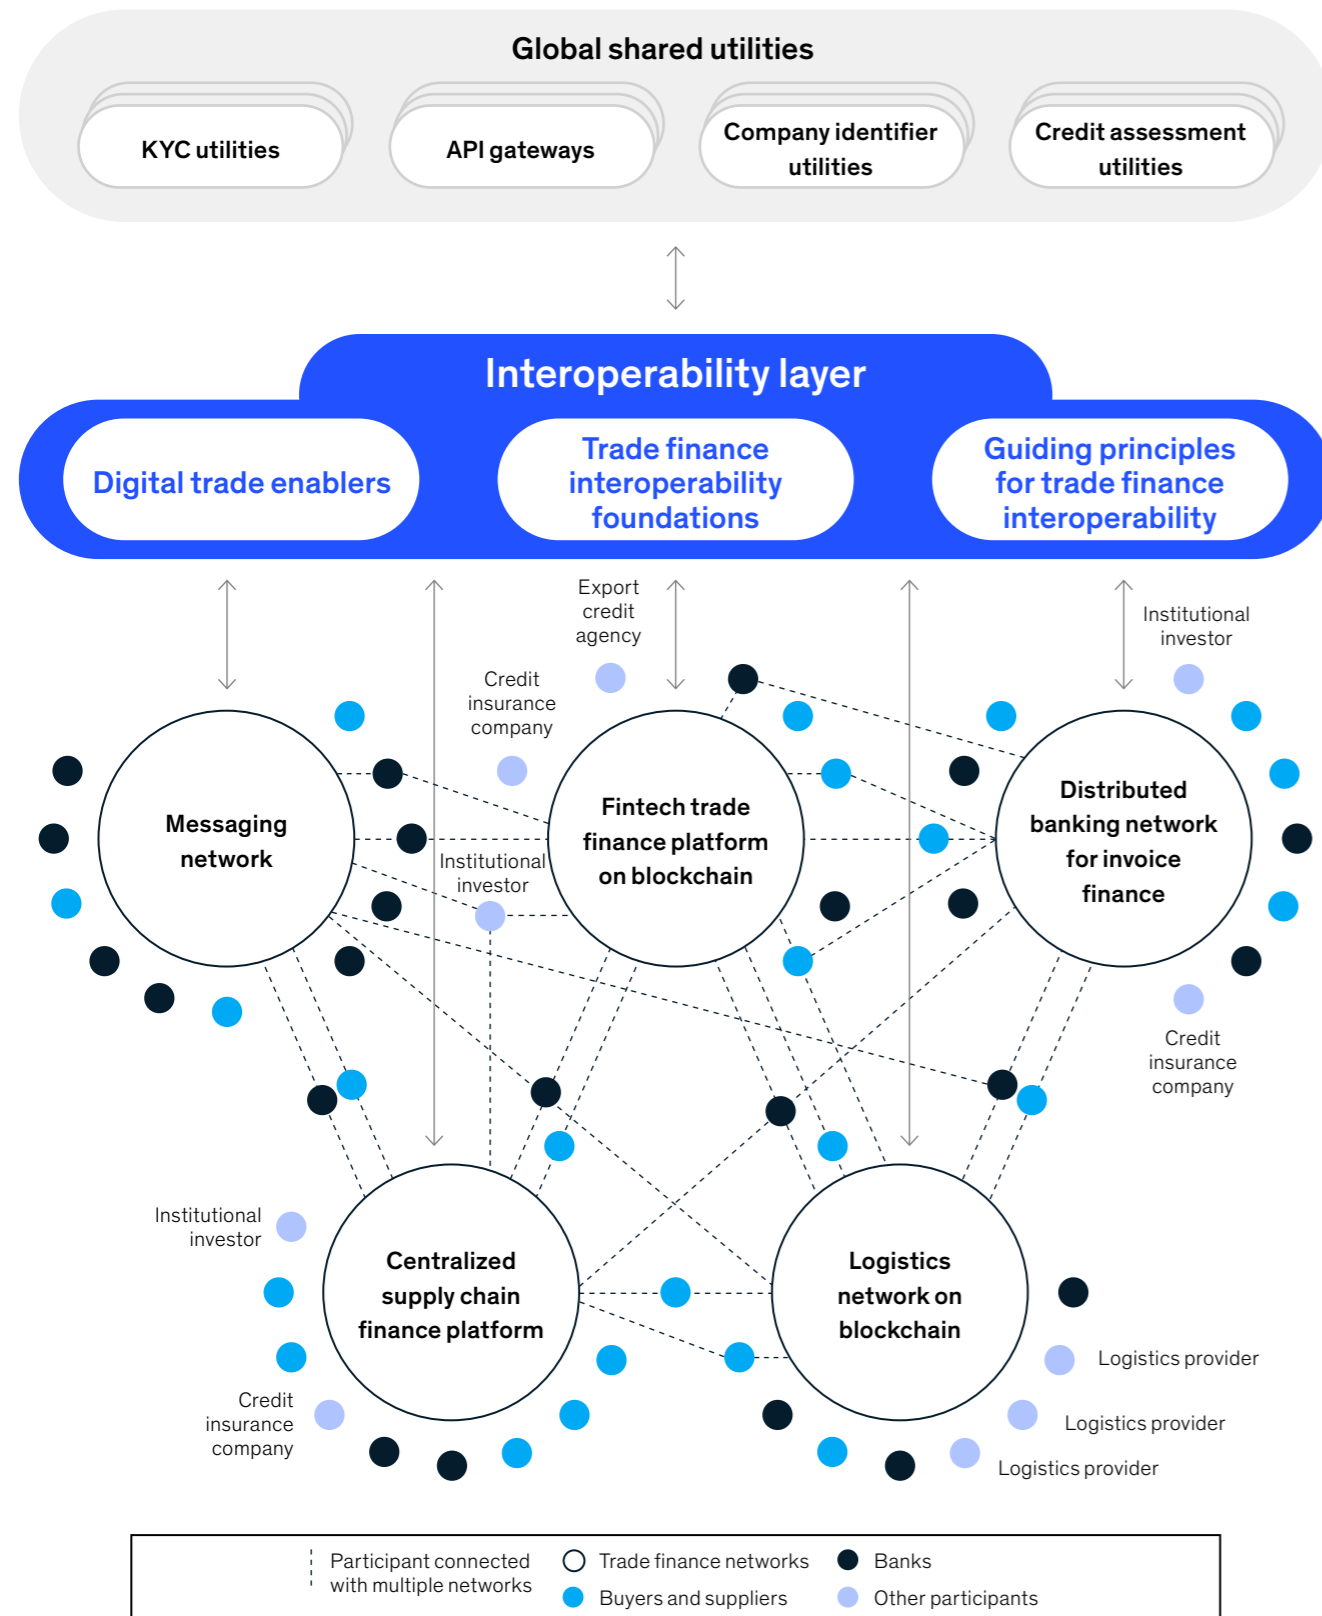 Global shared utilities
KYC utilities
API gateways
Company identifier
utilities
Credit assessment
utilities
Interoperability layer
Digital trade enablers
Trade finance
interoperability
foundations
Guiding principles
for trade finance
interoperability
Export
credit
agency
Institutional
investor
Credit
insurance
company
Messaging
network
Fintech trade
finance platform
on blockchain
Distributed
banking network
for invoice
finance
Institutional
investor
Credit
insurance
company
Institutional
investor
Centralized
supply chain
finance platform
Logistics
network on
blockchain
Credit
insurance
company
Logistics provider
Logistics provider
Logistics provider
Participant connected
with multiple networks
Trade finance networks
Banks
Buyers and suppliers
Other participants